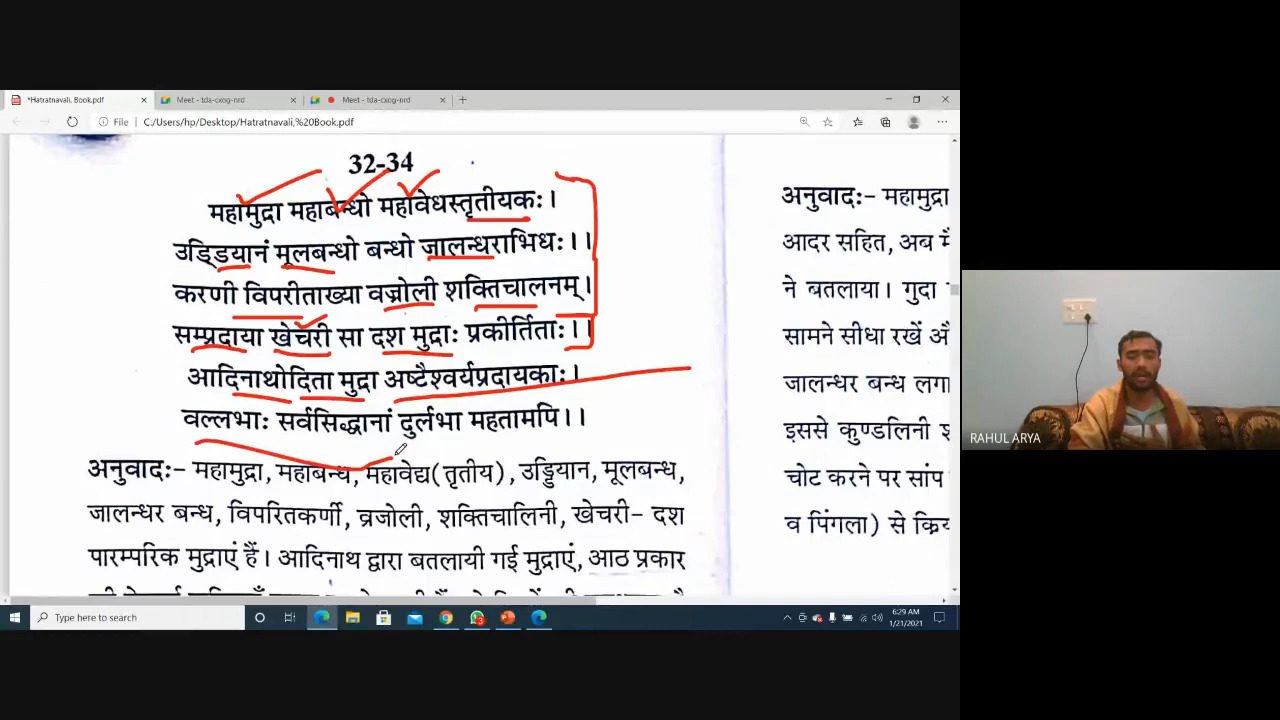 *Hatratnavali, Book.pdf
Meet - tda-cxog-nrd
Meet - tda-cxog-nrd
File
C:/Users/hp/Desktop/Hatratnavali,%20Book.pdf
32-34
महामुद्रा महाबन्धो महावेधस्तृतीयकः।
उड्डियानं मूलबन्धो बन्धो जालन्धराभिधः।।
करणी विपरीताख्या वज्रोली शक्तिचालनम्।
सम्प्रदाया खेचरी सा दश मुद्राः प्रकीर्तिताः।।
आदिनाथोदिता मुद्रा अष्टैश्वर्यप्रदायकाः।
वल्लभाः सर्वसिद्धानां दुर्लभा महतामपि।।
अनुवादः- महामुद्रा, महाबन्ध, महावेद्य(तृतीय), उड्डियान, मूलबन्ध,
जालन्धर बन्ध, विपरितकर्णी, व्रजोली, शक्तिचालिनी, खेचरी- दश
पारम्परिक मुद्राएं हैं। आदिनाथ द्वारा बतलायी गई मुद्राएं, आठ प्रकार
अनुवादः- महामुद्रा
आदर सहित, अब मै
ने बतलाया। गुदा
सामने सीधा रखें औ
जालन्धर बन्ध लगा
इससे कुण्डलिनी श
चोट करने पर सांप
व पिंगला) से क्रिय
RAHUL ARYA
Type here to search
3
6:29 AM
1/21/2021